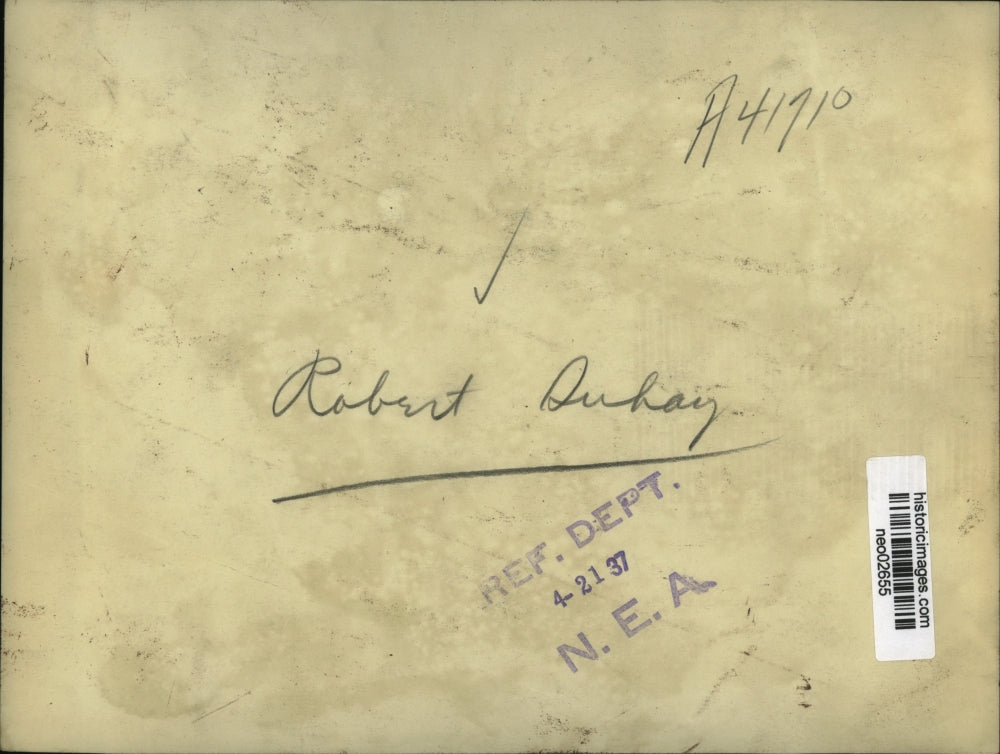 A41710
Robert Duhay
REF. DEPT.
4-21 37
N. E. A.
historicimages.com
neo02655